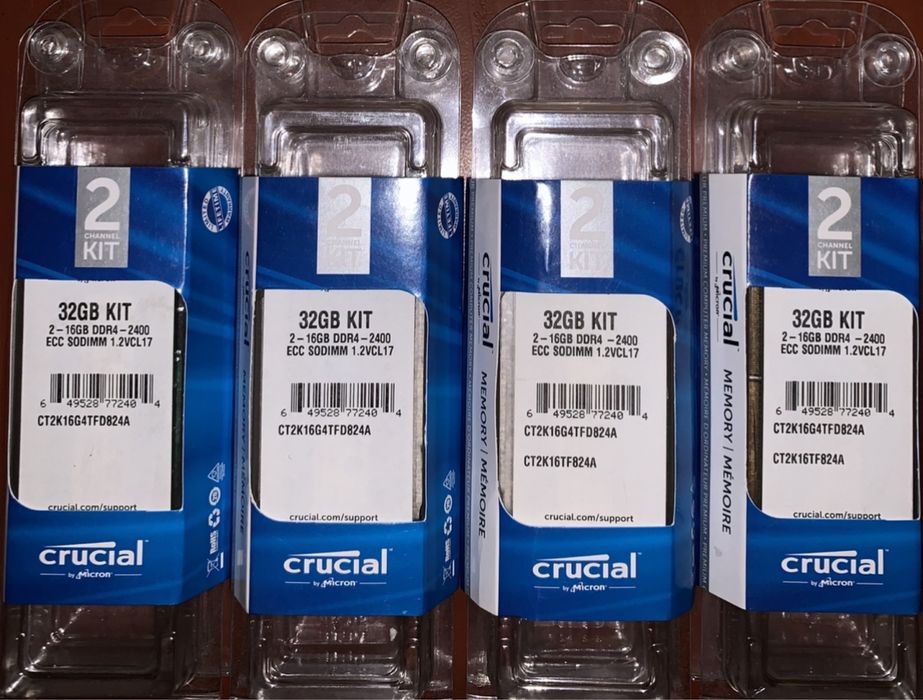 2
CHANNEL
KIT
32GB KIT
2-16GB DDR4-2400
ECC SODIMM 1.2VCL17
6 49528 77240 4
CT2K16G4TFD824A
crucial.com/support
crucial
by Micron
2
CHANNEL
KIT
32GB KIT
2-16GB DDR4-2400
ECC SODIMM 1.2VCL17
6 49528 77240 4
CT2K16G4TFD824A
crucial.com/support
crucial
by Micron
crucial
by Micron
MEMORY | MÉMOIRE
2
CHANNEL
KIT
32GB KIT
2-16GB DDR4-2400
ECC SODIMM 1.2VCL17
6 49528 77240 4
CT2K16G4TFD824A
CT2K16TF824A
crucial.com/support
crucial
by Micron
crucial
by Micron
MEMORY | MÉMOIRE
2
CHANNEL
KIT
32GB KIT
2-16GB DDR4-2400
ECC SODIMM 1.2VCL17
6 49528 77240 4
CT2K16G4TFD824A
CT2K16TF824A
crucial.com/support
crucial
by Micron